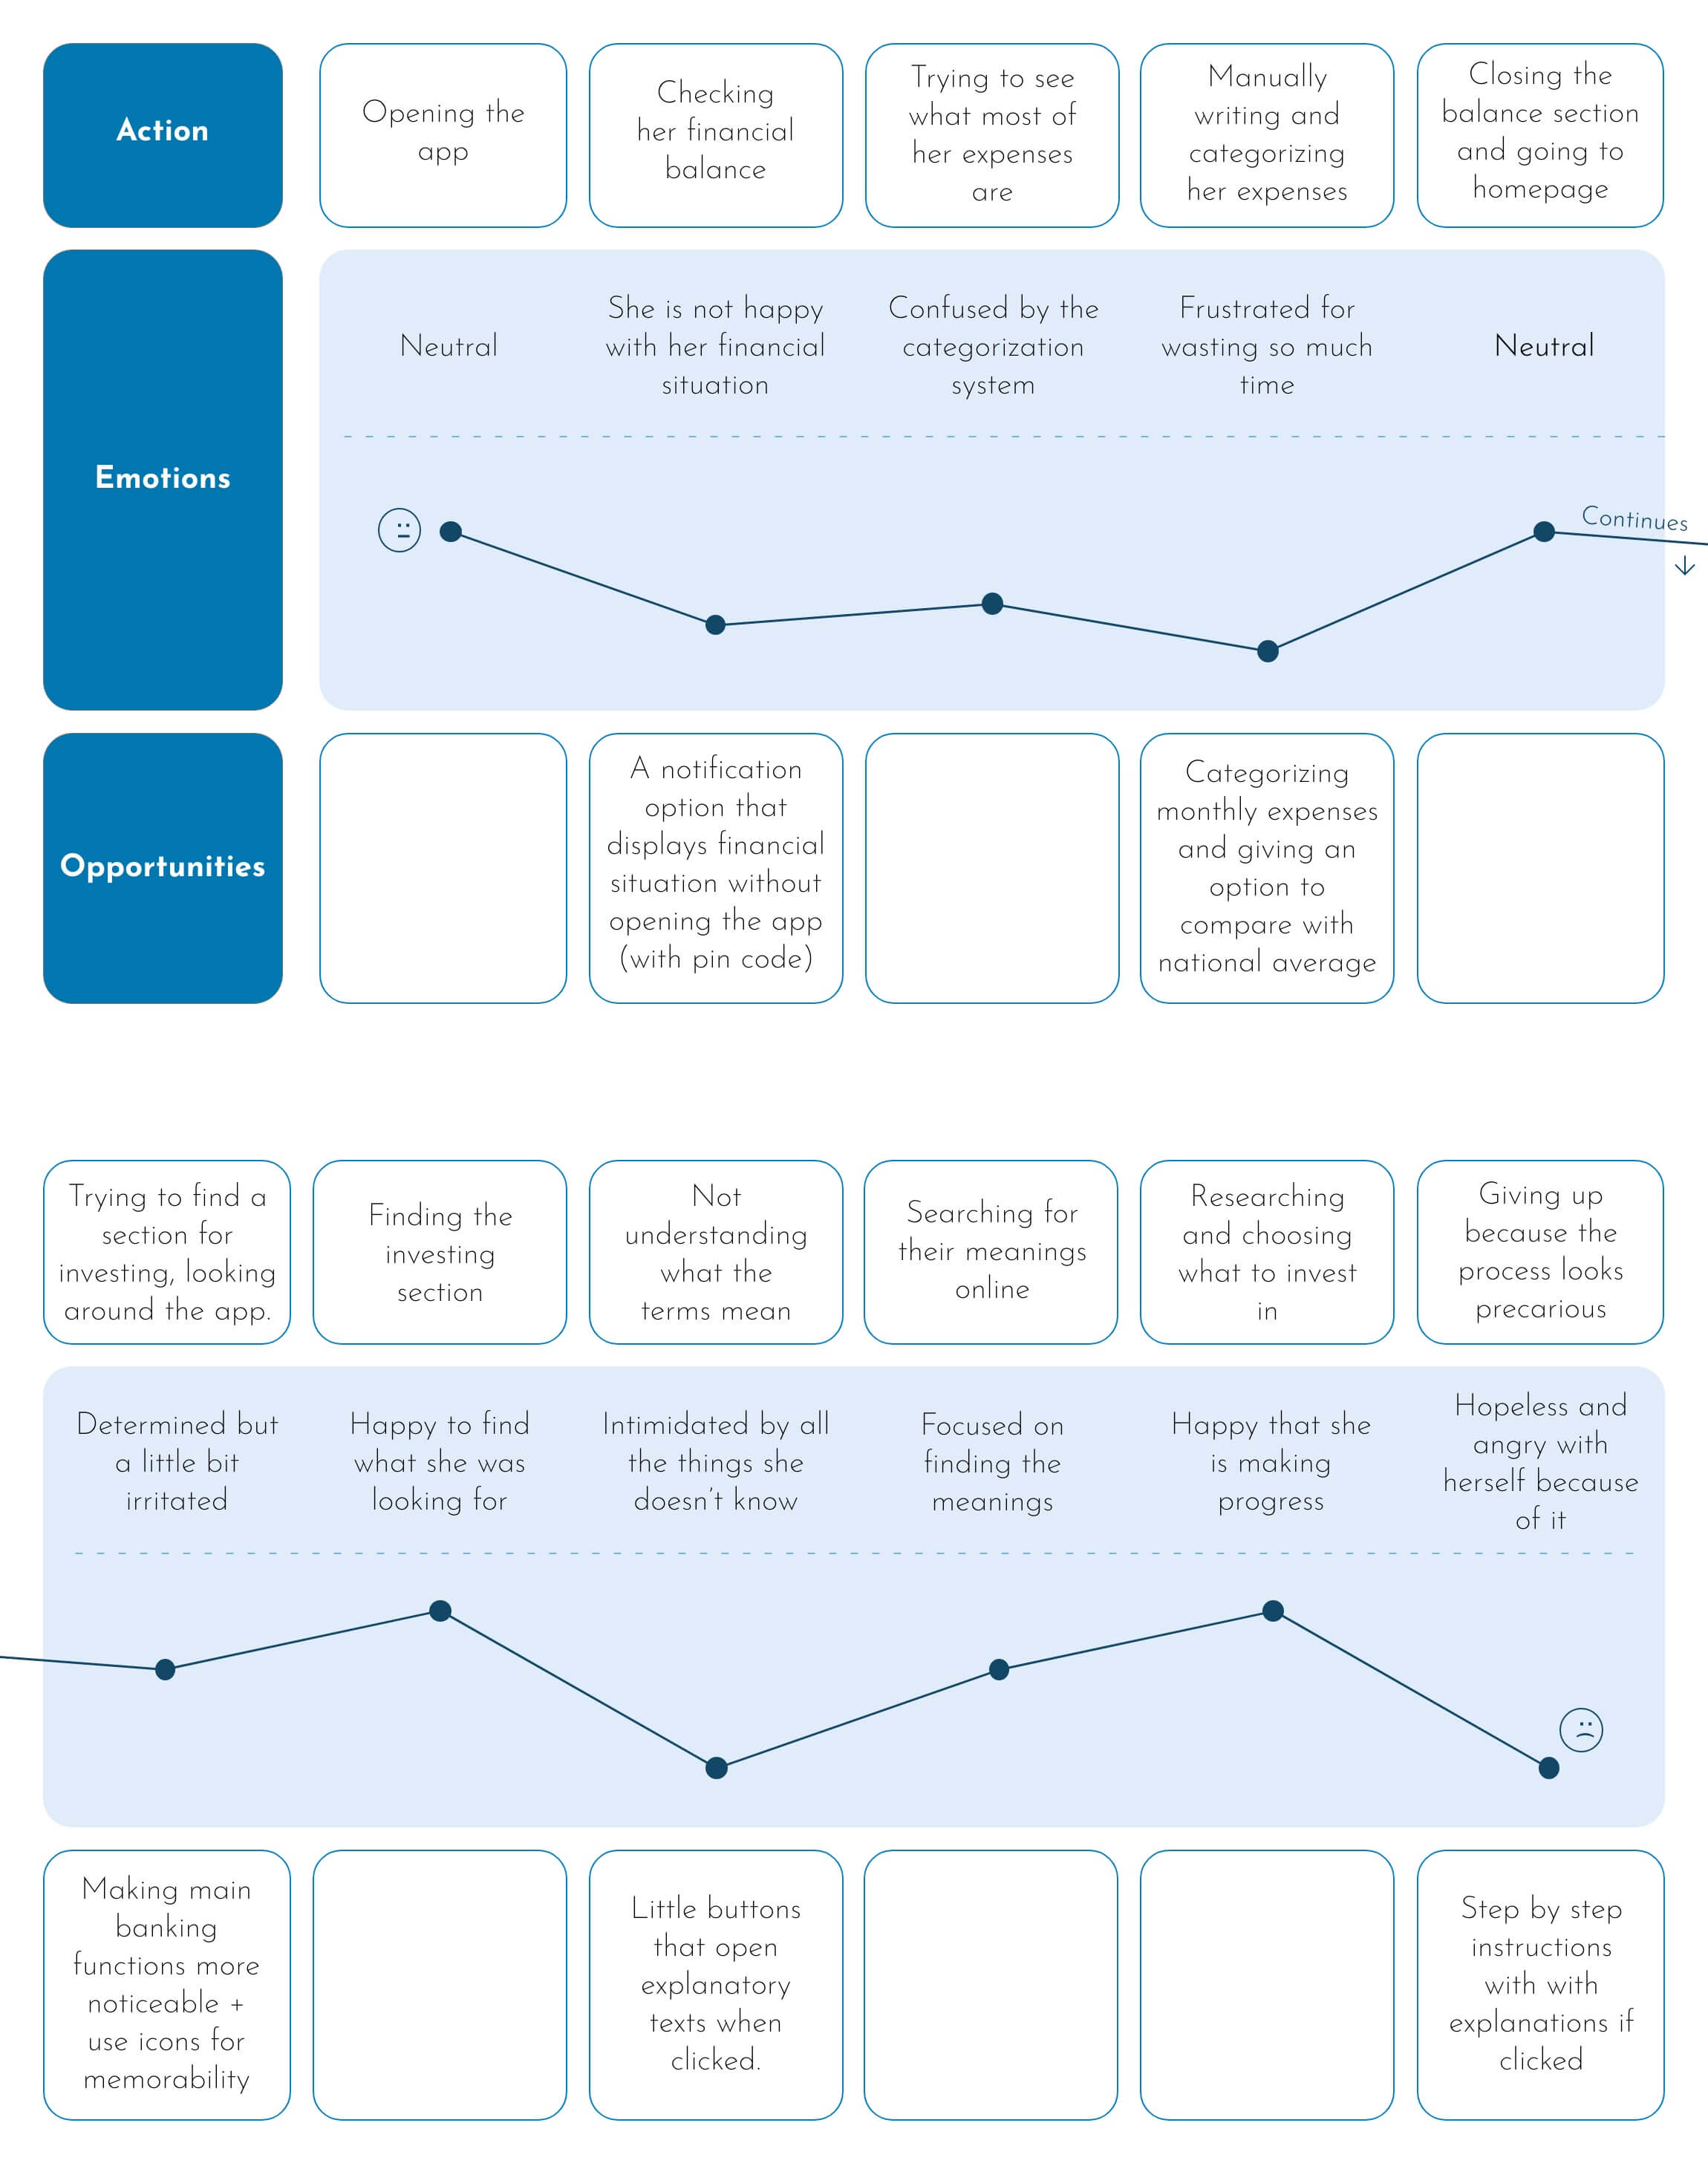 Action
Opening the
app
Checking
her financial
balance
Trying to see
what most of
her expenses
are
Manually
writing and
categorizing
her expenses
Closing the
balance section
and going to
homepage
Emotions
Neutral
She is not happy
with her financial
situation
Confused by the
categorization
system
Frustrated for
wasting so much
time
Neutral
Continues
Opportunities
A notification
option that
displays financial
situation without
opening the app
(with pin code)
Categorizing
monthly expenses
and giving an
option to
compare with
national average
Trying to find a
section for
investing, looking
around the app.
Finding the
investing
section
Not
understanding
what the
terms mean
Searching for
their meanings
online
Researching
and choosing
what to invest
in
Giving up
because the
process looks
precarious
Determined but
a little bit
irritated
Happy to find
what she was
looking for
Intimidated by all
the things she
doesn't know
Focused on
finding the
meanings
Happy that she
is making
progress
Hopeless and
angry with
herself because
of it
Making main
banking
functions more
noticeable +
use icons for
memorability
Little buttons
that open
explanatory
texts when
clicked.
Step by step
instructions
with with
explanations if
clicked